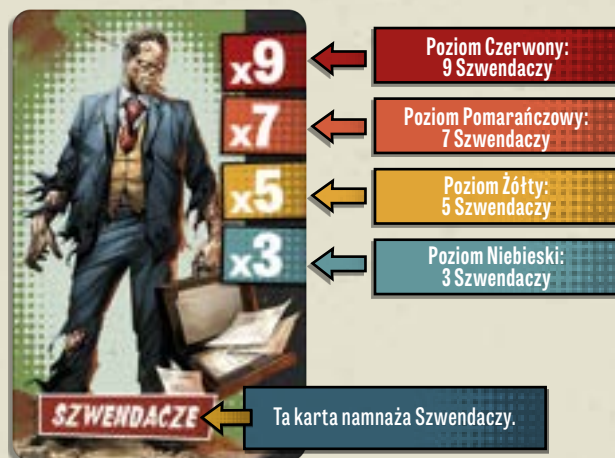 x9
Poziom Czerwony:
9 Szwendaczy
x7
Poziom Pomarańczowy:
7 Szwendaczy
x5
Poziom Żółty:
5 Szwendaczy
x3
Poziom Niebieski:
3 Szwendaczy
SZWENDACZE
Ta karta namnaża Szwendaczy.